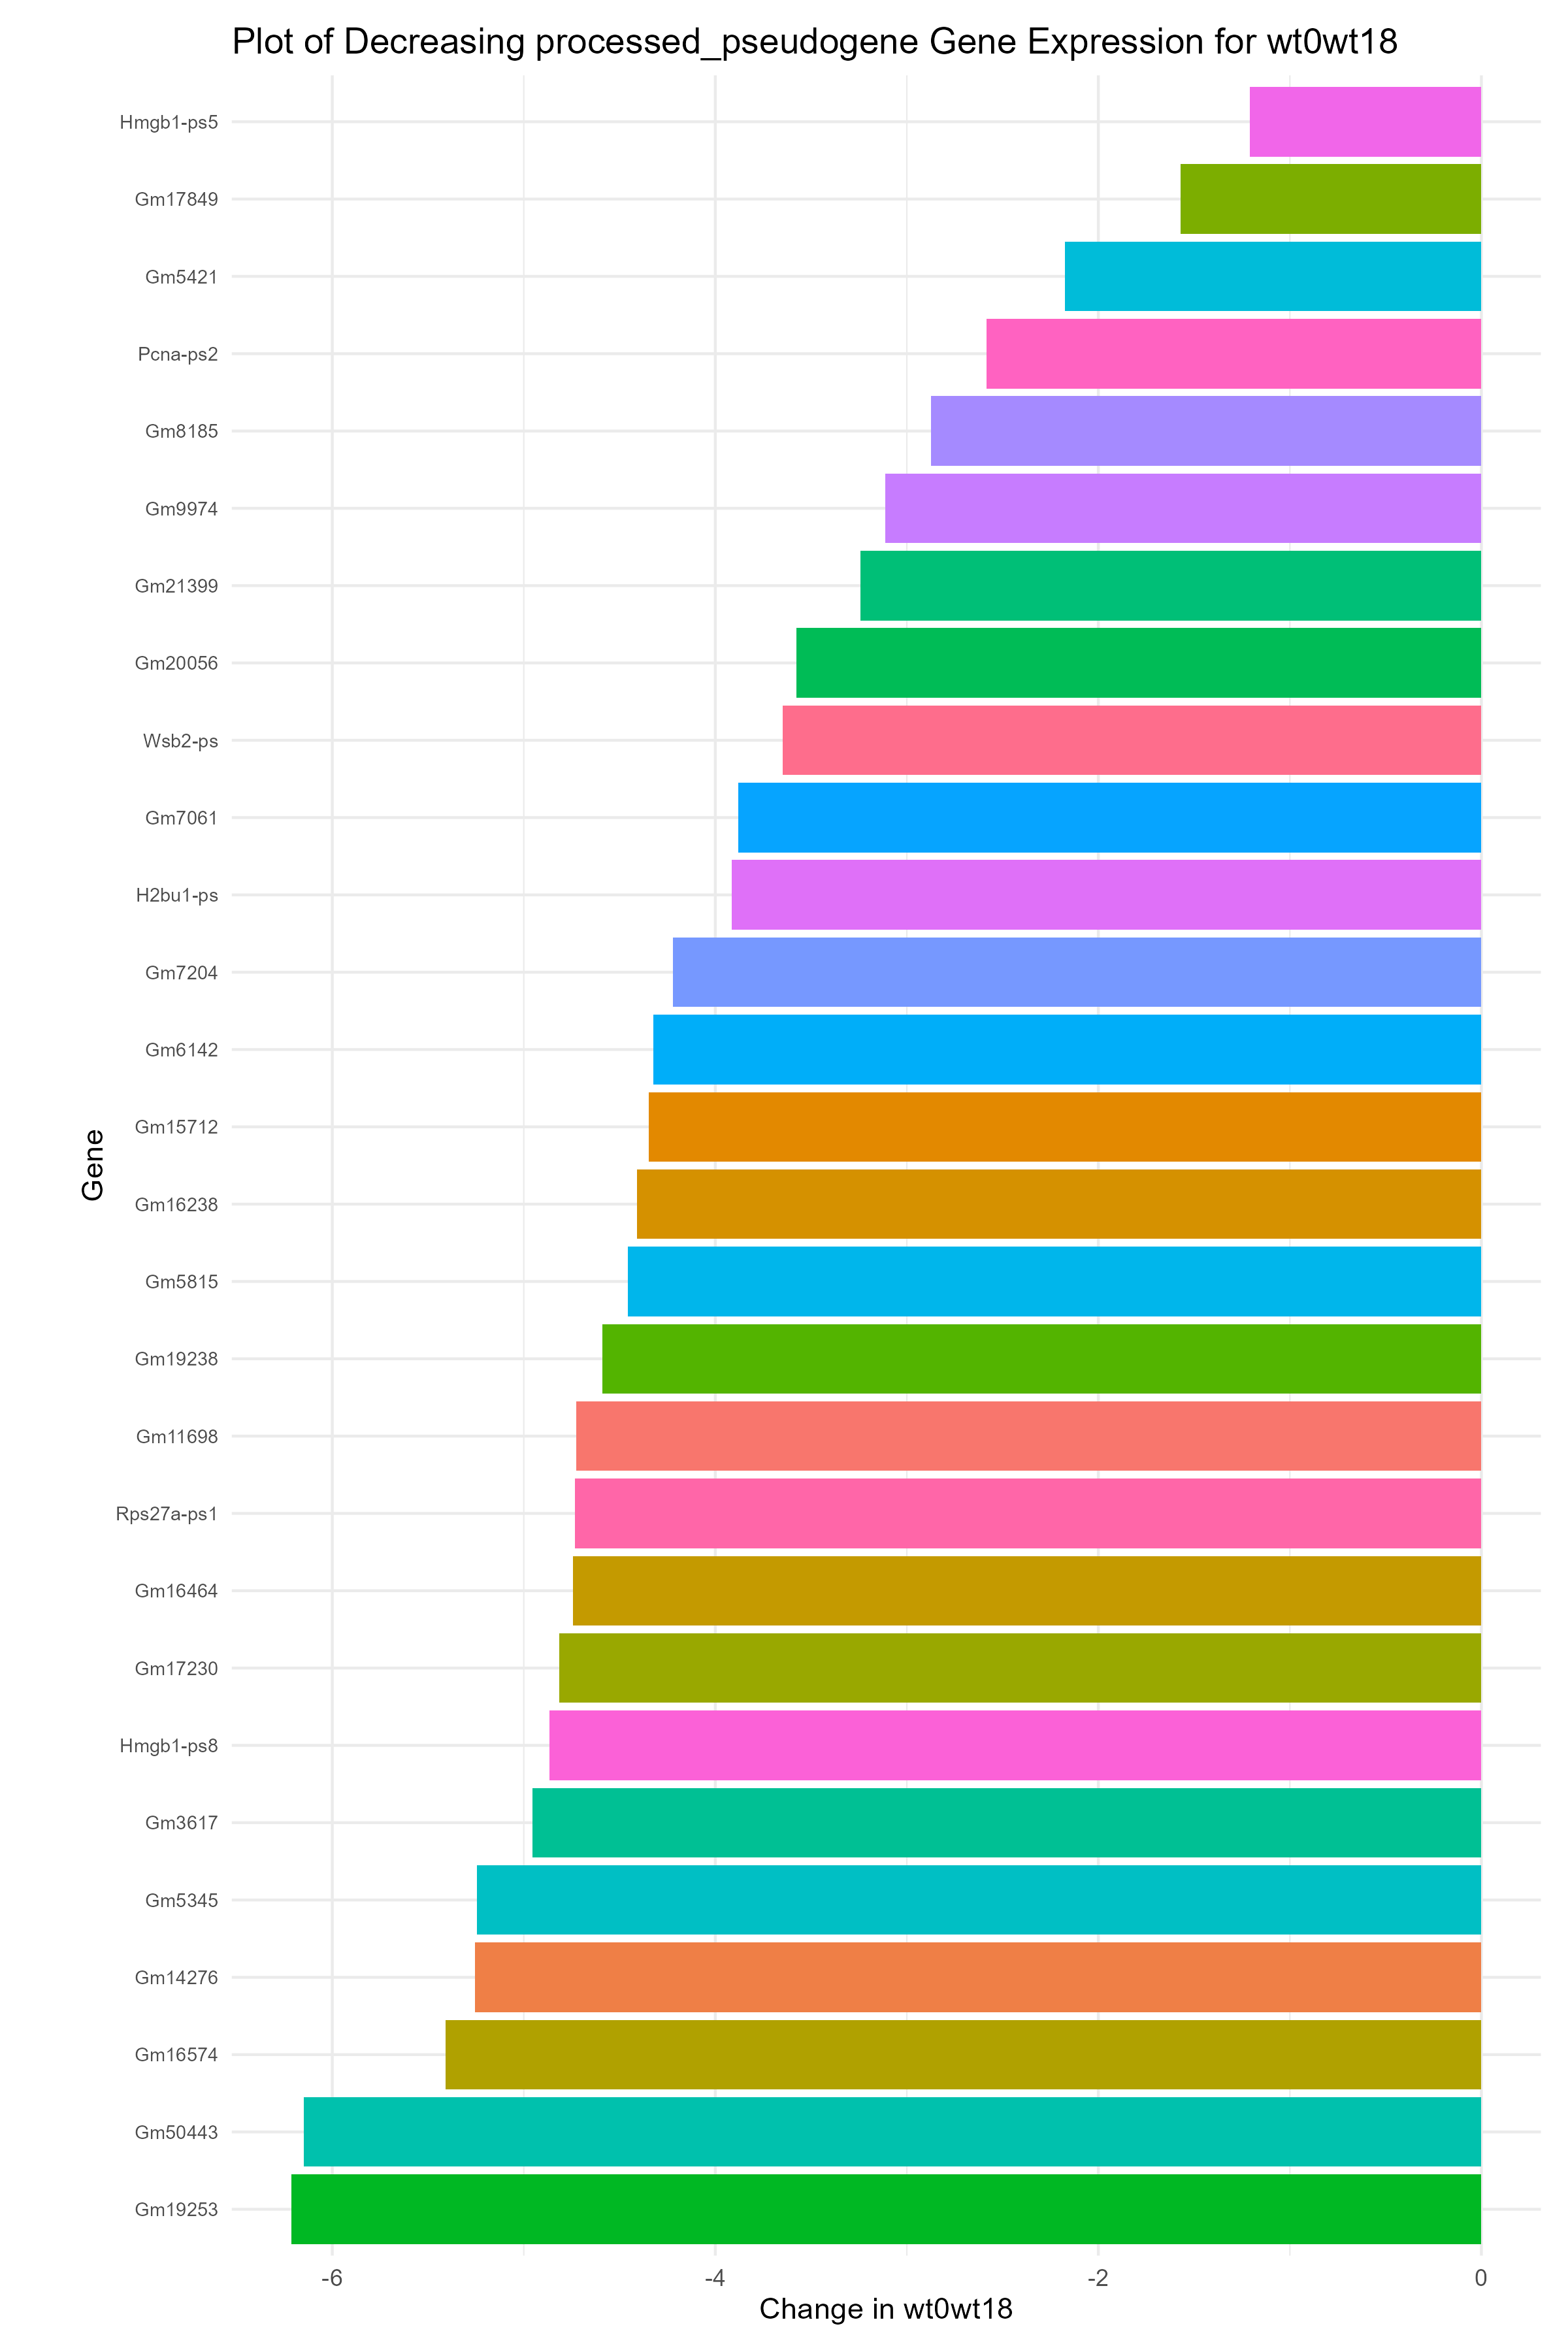 Plot of Decreasing processed_pseudogene Gene Expression for wt0wt18
Hmgb1-ps5
Gm17849
Gm5421
Pcna-ps2
Gm8185
Gm9974
Gm21399
Gm20056
Wsb2-ps
Gm7061
H2bu1-ps
Gm7204
Gm6142
Gm15712
Gm16238
Gm5815
Gm19238
Gm11698
Rps27a-ps1
Gm16464
Gm17230
Hmgb1-ps8
Gm3617
Gm5345
Gm14276
Gm16574
Gm50443
Gm19253
Gene
-6 -4 -2 0
Change in wt0wt18